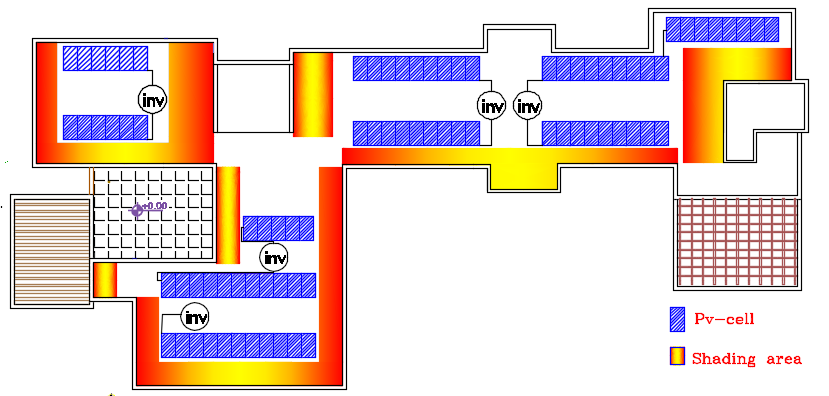 inv
inv
inv
±0.00
inv
inv
Pv-cell
Shading area